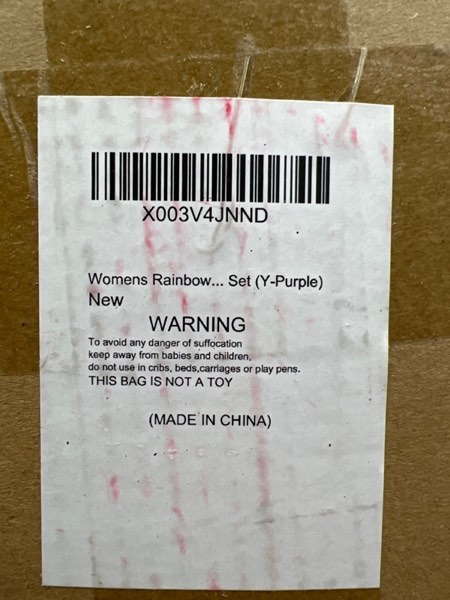 X003V4JNND
Womens Rainbow... Set (Y-Purple)
New
WARNING
To avoid any danger of suffocation
keep away from babies and children,
do not use in cribs, beds,carriages or play pens.
THIS BAG IS NOT A TOY
(MADE IN CHINA)